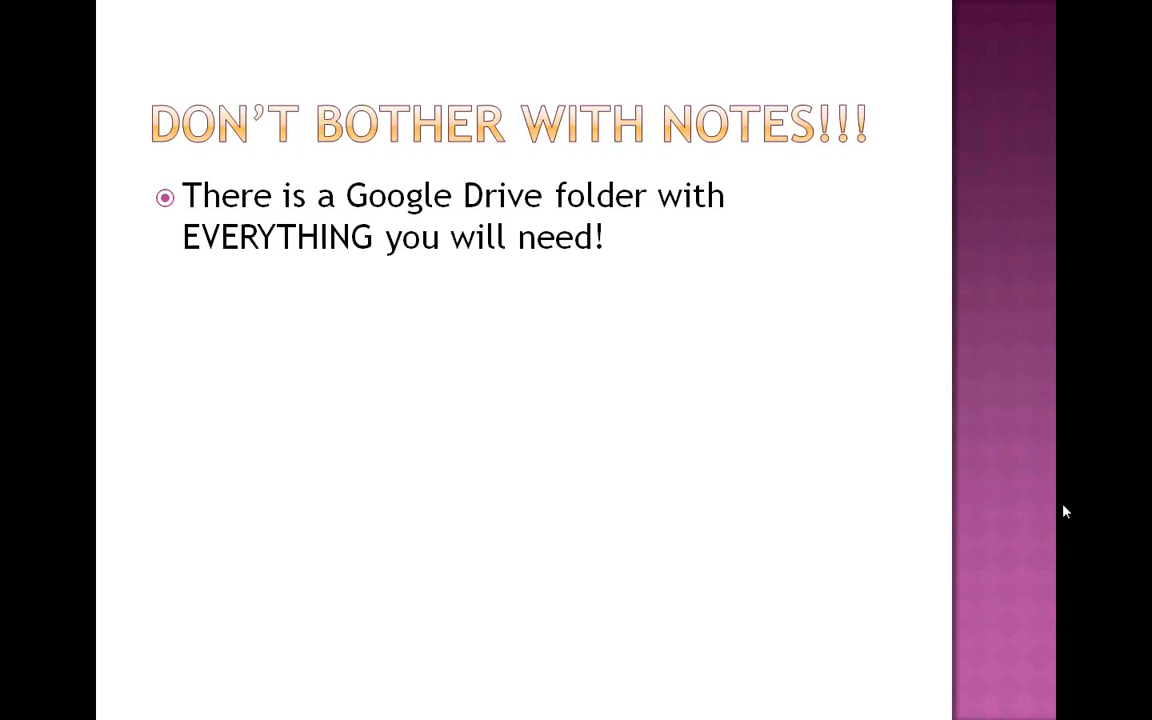 DON'T BOTHER WITH NOTES!!!
There is a Google Drive folder with
EVERYTHING you will need!